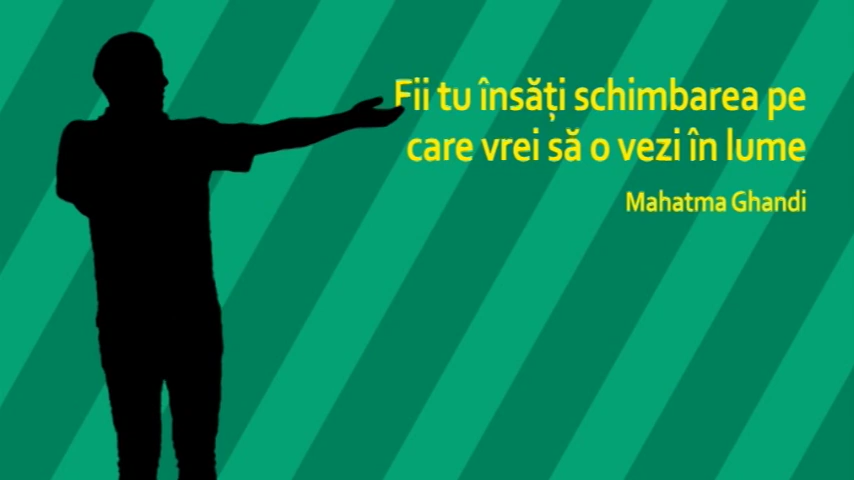 Fii tu însăți schimbarea pe
care vrei să o vezi în lume
Mahatma Ghandi